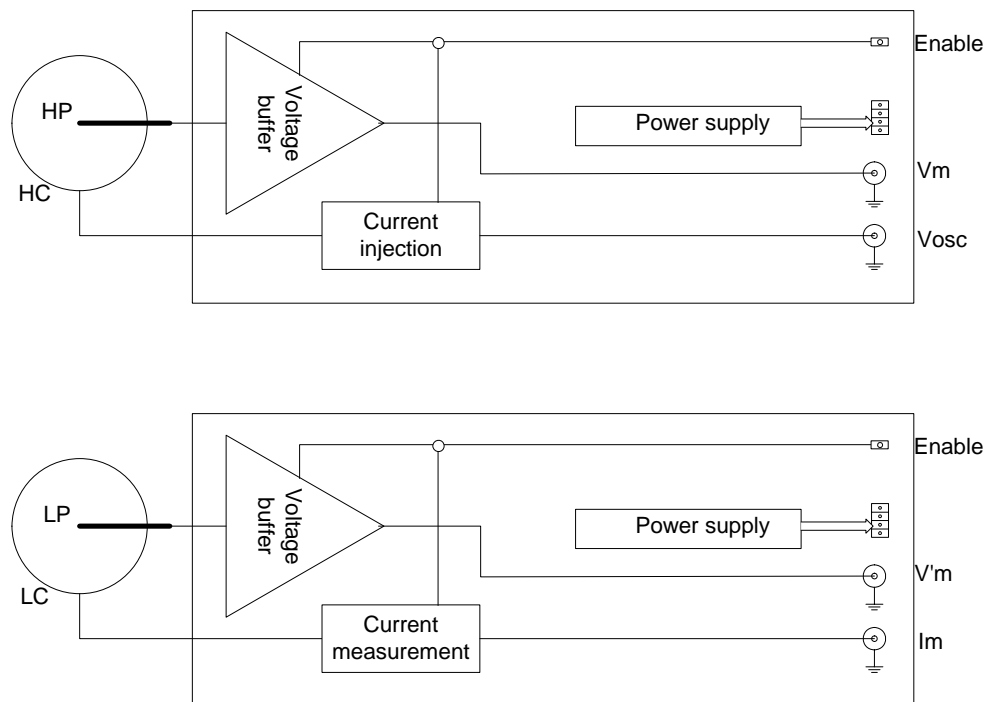 Enable
HP
Voltage
buffer
Power supply
Vm
HC
Current
injection
Vosc
Enable
LP
Voltage
buffer
Power supply
V'm
LC
Current
measurement
Im